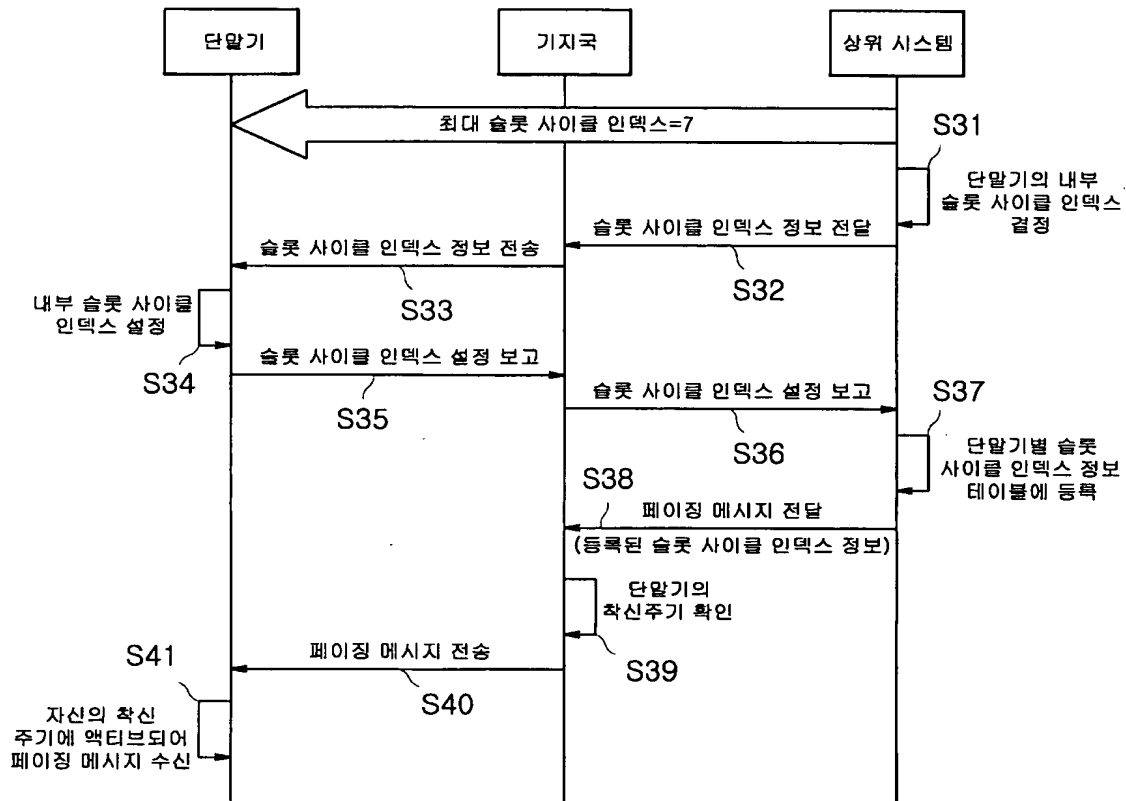 단말기
기지국
상위 시스템
최대 슬롯 사이클 인덱스=7
S31
단말기의 내부
슬롯 사이클 인덱스
결정
슬롯 사이클 인덱스 정보 전달
S32
슬롯 사이클 인덱스 정보 전송
S33
내부 슬롯 사이클
인덱스 설정
S34
슬롯 사이클 인덱스 설정 보고
S35
슬롯 사이클 인덱스 설정 보고
S36
S37
단말기별 슬롯
사이클 인덱스 정보
테이블에 등록
S38
페이징 메시지 전달
(등록된 슬롯 사이클 인덱스 정보)
단말기의
착신주기 확인
S39
페이징 메시지 전송
S40
S41
자신의 착신
주기에 액티브되어
페이징 메시지 수신